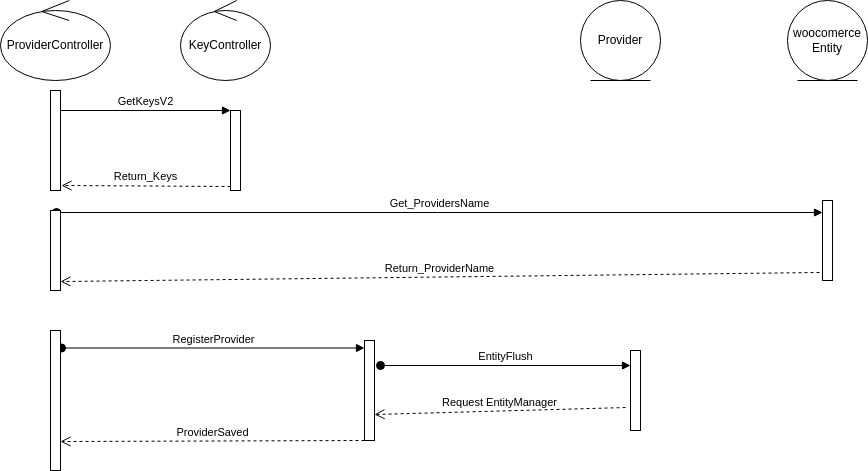 ProviderController
KeyController
Provider
woocomerce
Entity
GetKeysV2
Return_Keys
Get_ProvidersName
Return_ProviderName
RegisterProvider
EntityFlush
Request EntityManager
ProviderSaved